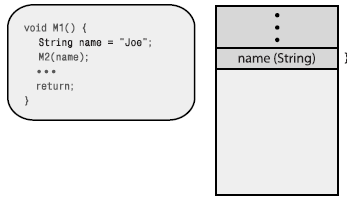 void M1() {
String name = "Joe";
M2(name);
•••
return;
}
name (String)
}